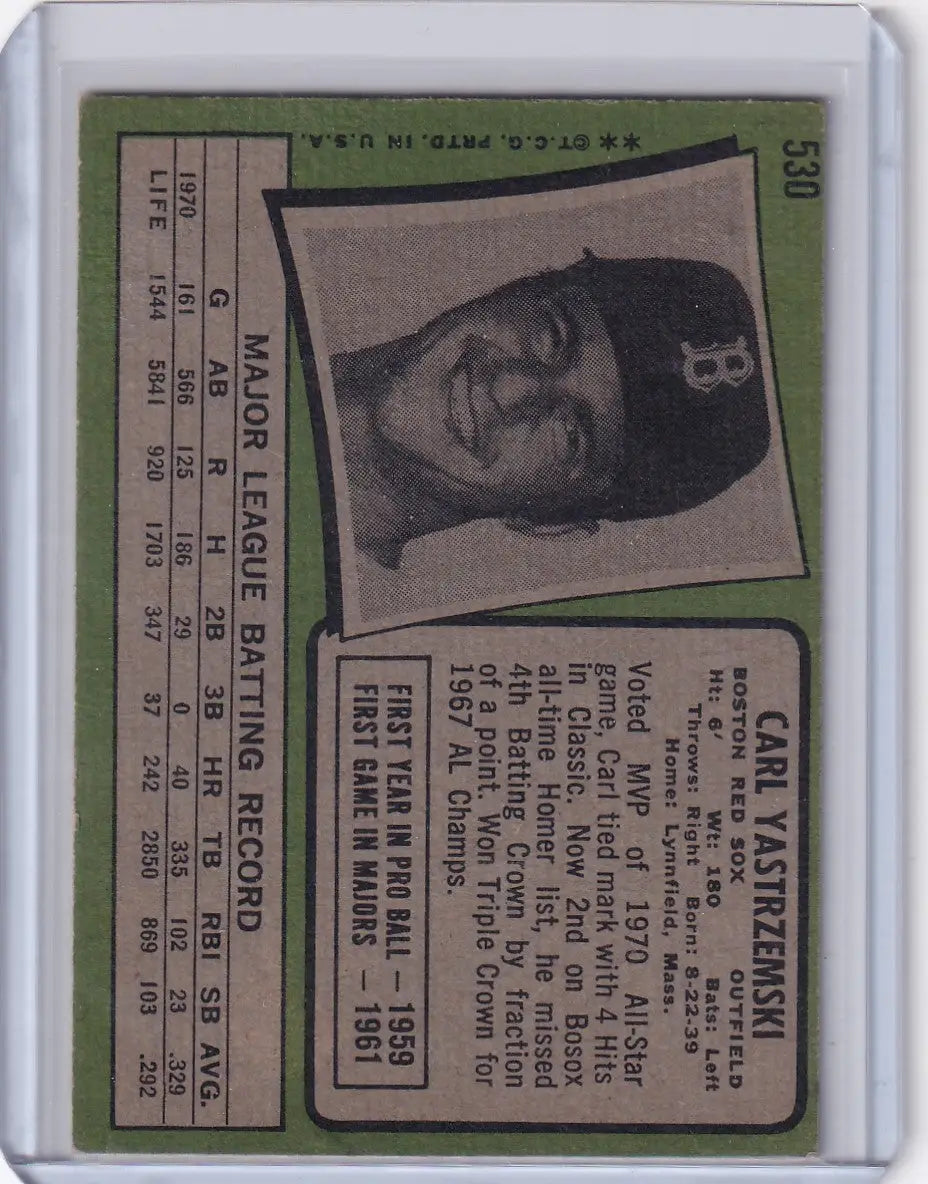 530
**©T.C.G. PRTD. IN U.S.A.
B
CARL YASTRZEMSKI
BOSTON RED SOX OUTFIELD
Ht: 6' Wt: 180 Bats: Left
Throws: Right Born: 8-22-39
Home: Lynnfield, Mass.
Voted MVP of 1970 All-Star
game, Carl tied mark with 4 Hits
in Classic. Now 2nd on Bosox
all-time Homer list, he missed
4th Batting Crown by fraction
of a point. Won Triple Crown for
1967 AL Champs.
FIRST YEAR IN PRO BALL — 1959
FIRST GAME IN MAJORS — 1961
MAJOR LEAGUE BATTING RECORD
G AB R H 2B 3B HR TB RBI SB AVG.
1970 161 566 125 186 29 0 40 335 102 23 .329
LIFE 1544 5841 920 1703 347 37 242 2850 869 103 .292